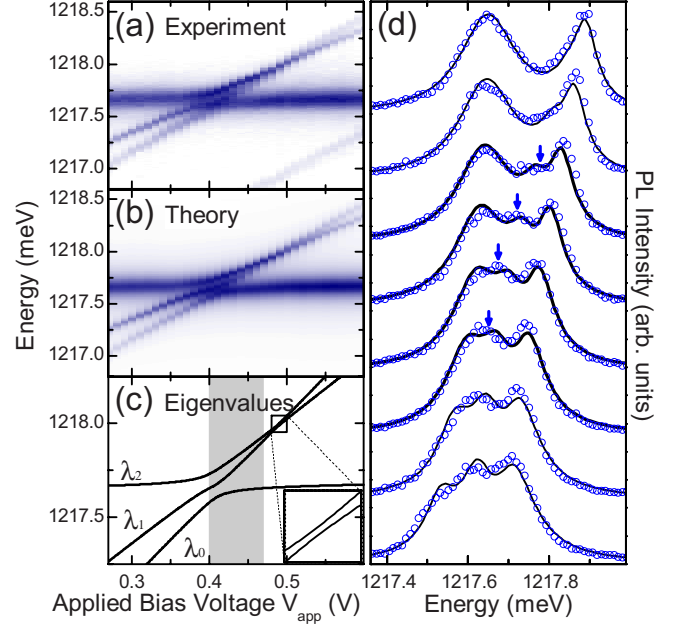 (a) Experiment
1218.5
1218.0
1217.5
1217.0
(b) Theory
1218.5
1218.0
1217.5
1217.0
Energy (meV)
(c) Eigenvalues
1218.0
1217.5
λ₂
λ₁
λ₀
0.3 0.4 0.5
Applied Bias Voltage V_app (V)
(d)
PL Intensity (arb. units)
1217.4 1217.6 1217.8
Energy (meV)